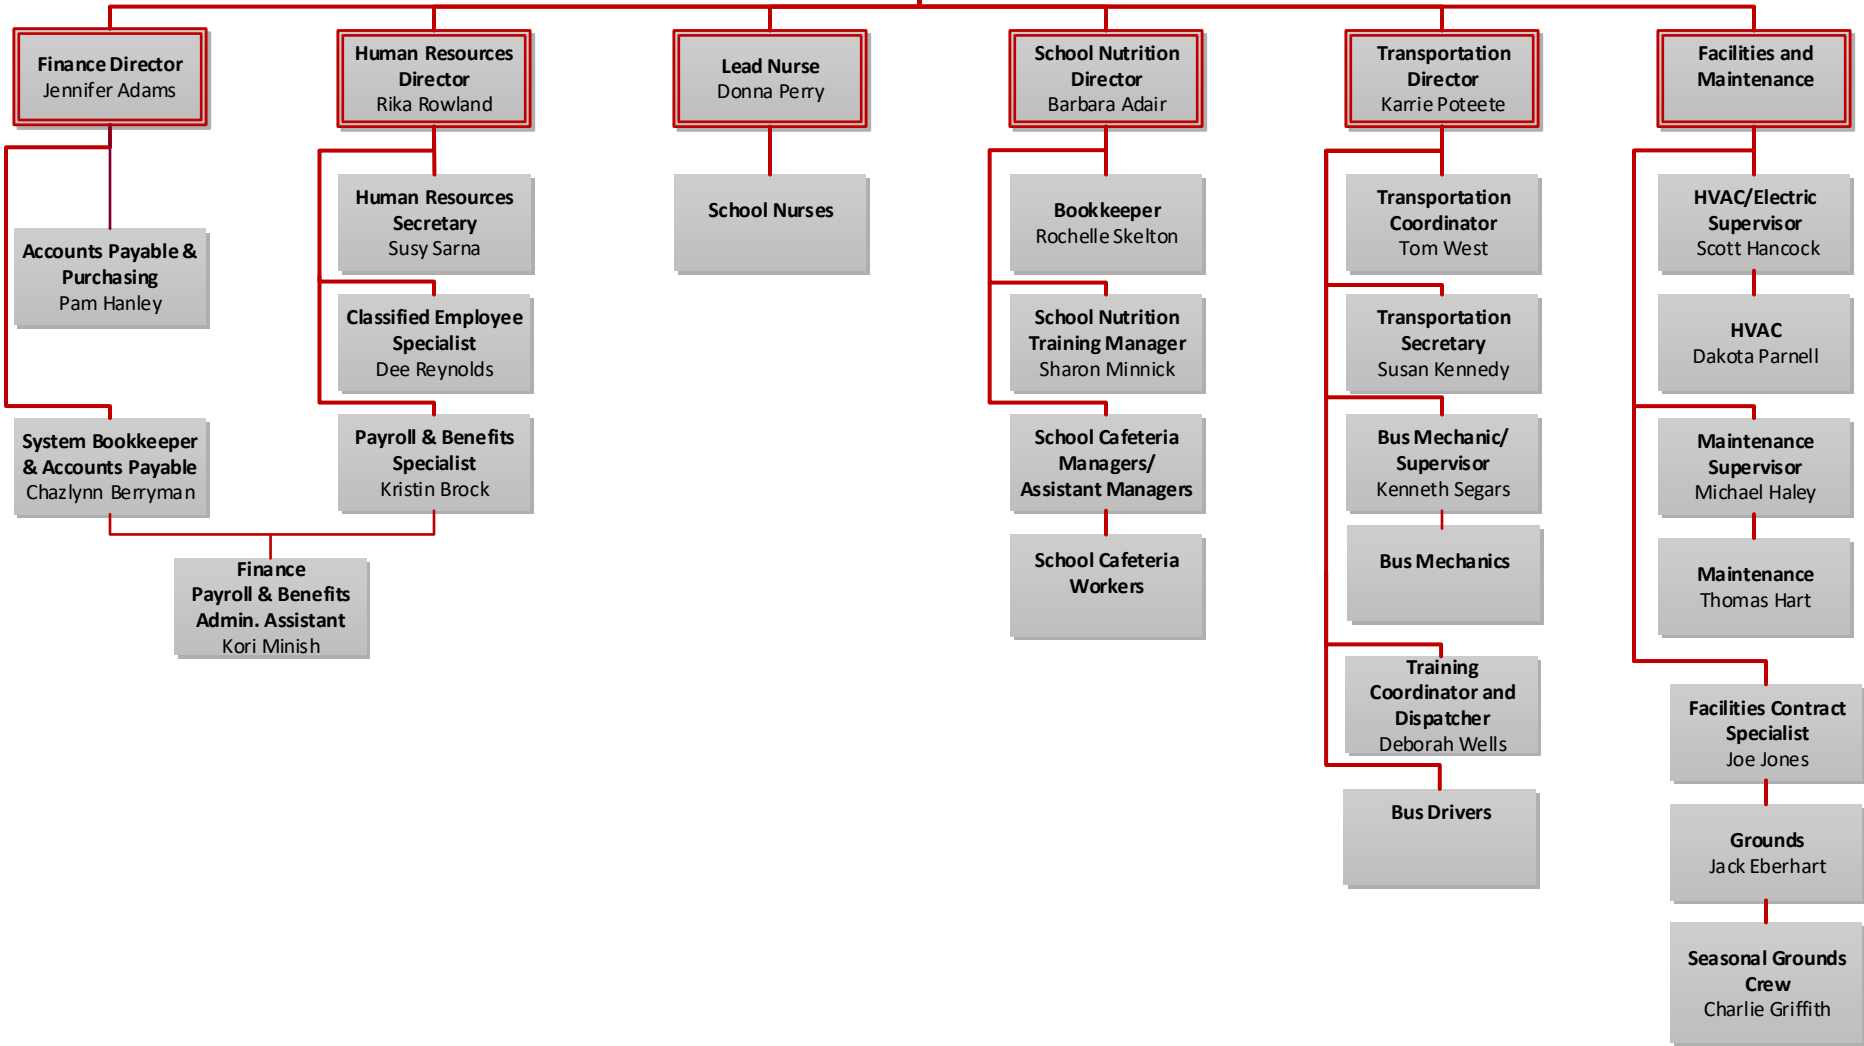 Finance Director
Jennifer Adams
Human Resources
Director
Rika Rowland
Lead Nurse
Donna Perry
School Nutrition
Director
Barbara Adair
Transportation
Director
Karrie Poteete
Facilities and
Maintenance
Accounts Payable &
Purchasing
Pam Hanley
System Bookkeeper
& Accounts Payable
Chazlynn Berryman
Human Resources
Secretary
Susy Sarna
Classified Employee
Specialist
Dee Reynolds
Payroll & Benefits
Specialist
Kristin Brock
Finance
Payroll & Benefits
Admin. Assistant
Kori Minish
School Nurses
Bookkeeper
Rochelle Skelton
School Nutrition
Training Manager
Sharon Minnick
School Cafeteria
Managers/
Assistant Managers
School Cafeteria
Workers
Transportation
Coordinator
Tom West
Transportation
Secretary
Susan Kennedy
Bus Mechanic/
Supervisor
Kenneth Segars
Bus Mechanics
Training
Coordinator and
Dispatcher
Deborah Wells
Bus Drivers
HVAC/Electric
Supervisor
Scott Hancock
HVAC
Dakota Parnell
Maintenance
Supervisor
Michael Haley
Maintenance
Thomas Hart
Facilities Contract
Specialist
Joe Jones
Grounds
Jack Eberhart
Seasonal Grounds
Crew
Charlie Griffith